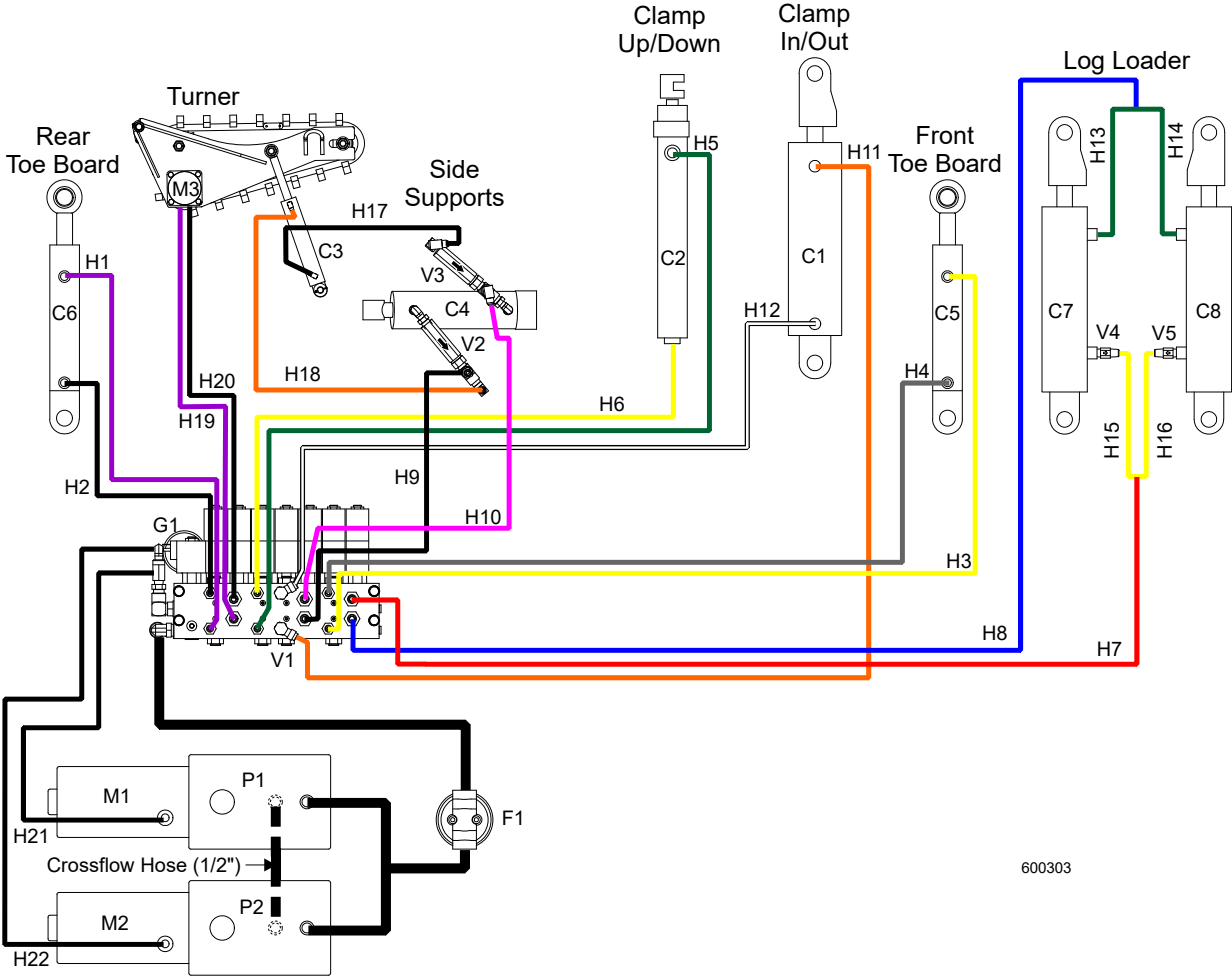 Clamp
Up/Down
Clamp
In/Out
Log Loader
Turner
Rear
Toe Board
Side
Supports
Front
Toe Board
M3
H5
H11
H13
H14
H17
H1
C3
V3
C2
C1
C6
C4
C5
C7
C8
H12
V4
V5
V2
H20
H18
H4
H19
H6
H15
H16
H9
H2
H10
G1
H3
H8
H7
V1
P1
M1
F1
H21
Crossflow Hose (1/2")
600303
P2
M2
H22